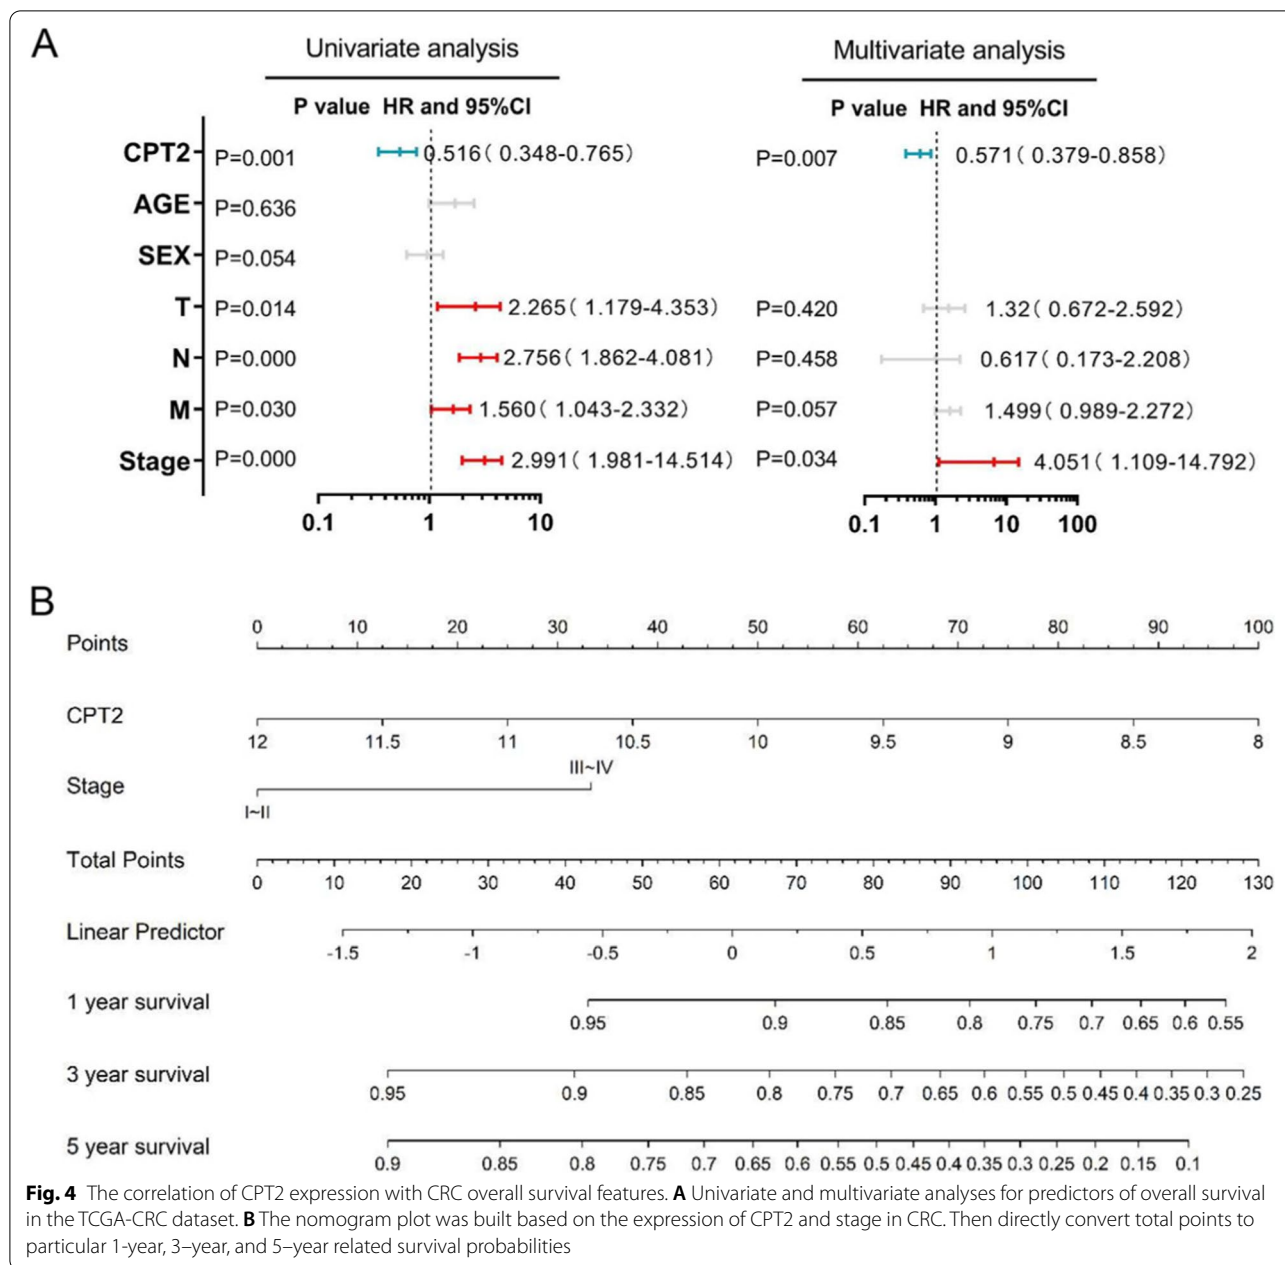 A
Univariate analysis
Multivariate analysis
P value HR and 95%CI
P value HR and 95%CI
CPT2 P=0.001 0.516( 0.348-0.765) P=0.007 0.571( 0.379-0.858)
AGE P=0.636
SEX P=0.054
T P=0.014 2.265( 1.179-4.353) P=0.420 1.32( 0.672-2.592)
N P=0.000 2.756( 1.862-4.081) P=0.458 0.617( 0.173-2.208)
M P=0.030 1.560( 1.043-2.332) P=0.057 1.499( 0.989-2.272)
Stage P=0.000 2.991( 1.981-14.514) P=0.034 4.051( 1.109-14.792)
0.1 1 10 0.1 1 10 100
B
0 10 20 30 40 50 60 70 80 90 100
Points
CPT2
12 11.5 11 10.5 10 9.5 9 8.5 8
III~IV
Stage
I~II
Total Points
0 10 20 30 40 50 60 70 80 90 100 110 120 130
Linear Predictor
-1.5 -1 -0.5 0 0.5 1 1.5 2
1 year survival
0.95 0.9 0.85 0.8 0.75 0.7 0.65 0.6 0.55
3 year survival
0.95 0.9 0.85 0.8 0.75 0.7 0.65 0.6 0.55 0.5 0.45 0.4 0.35 0.3 0.25
5 year survival
0.9 0.85 0.8 0.75 0.7 0.65 0.6 0.55 0.5 0.45 0.4 0.35 0.3 0.25 0.2 0.15 0.1
Fig. 4 The correlation of CPT2 expression with CRC overall survival features. A Univariate and multivariate analyses for predictors of overall survival
in the TCGA-CRC dataset. B The nomogram plot was built based on the expression of CPT2 and stage in CRC. Then directly convert total points to
particular 1-year, 3–year, and 5–year related survival probabilities